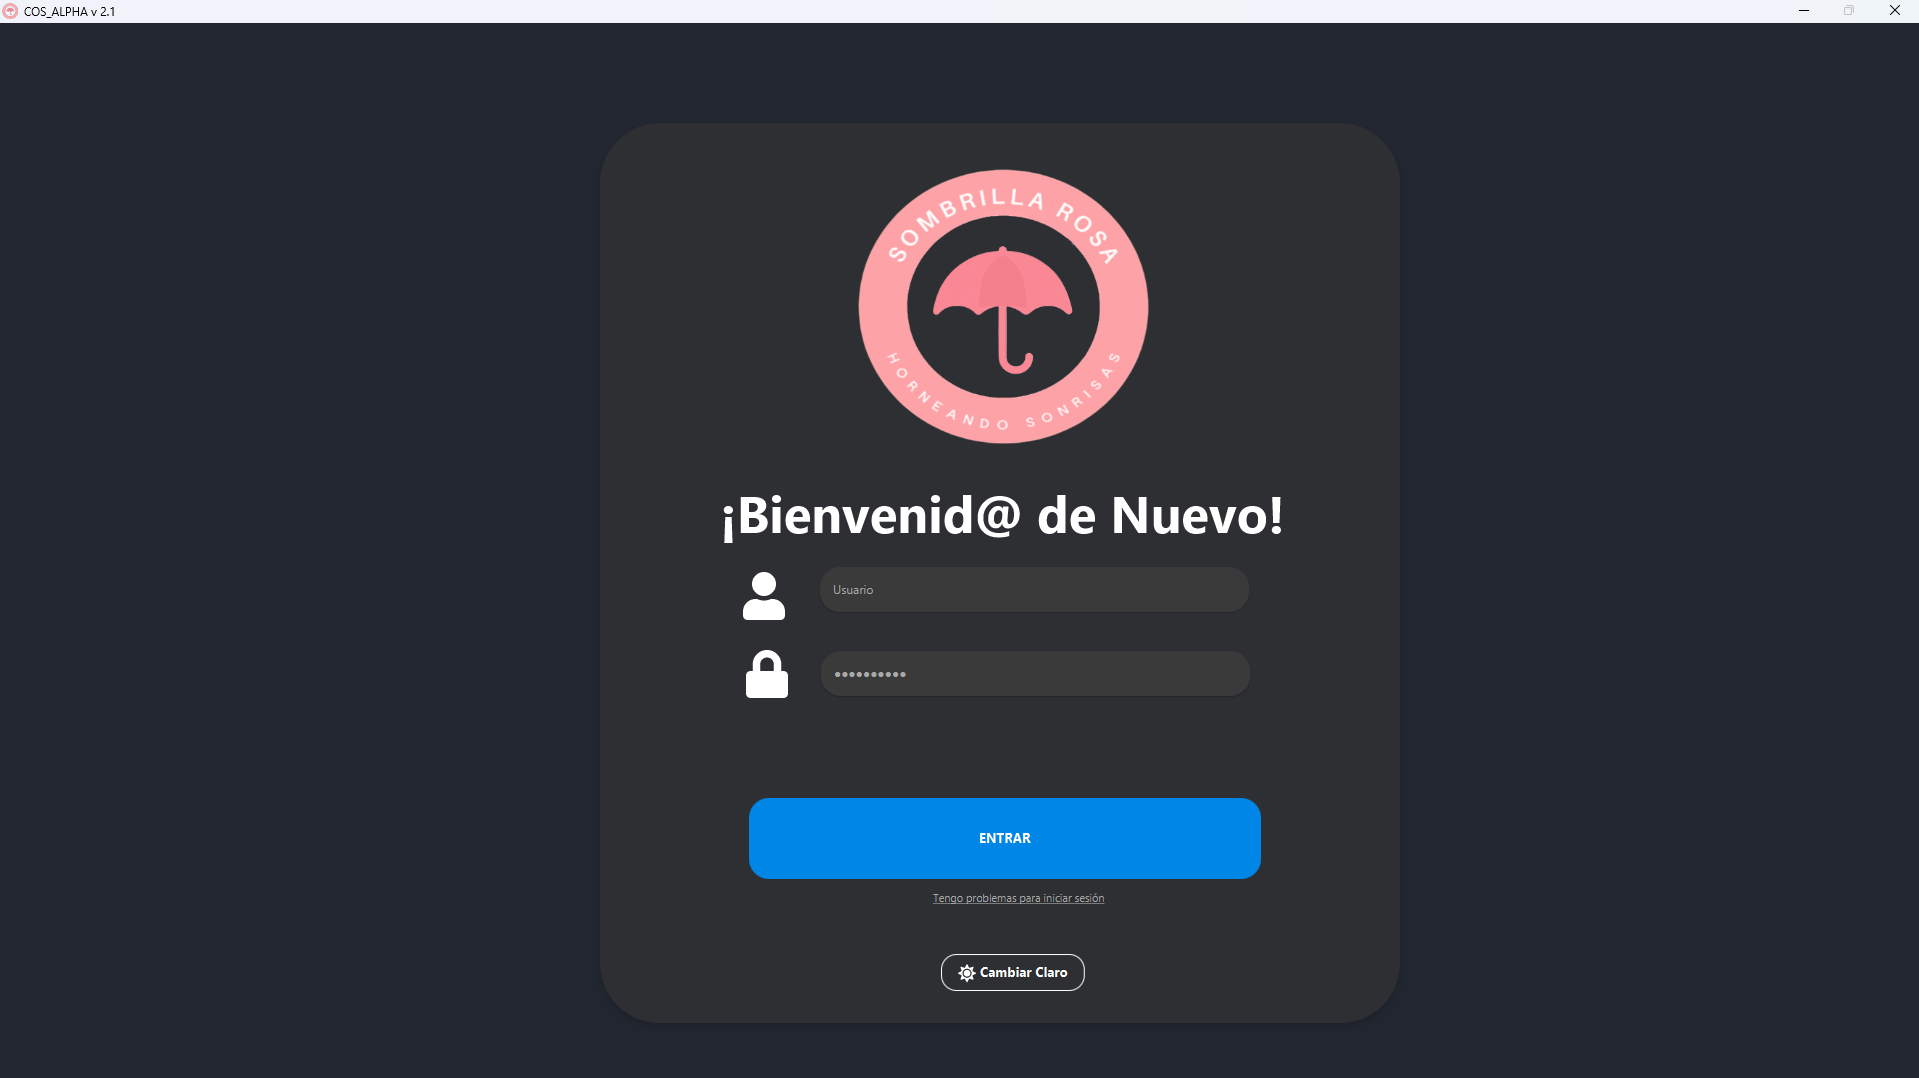 COS_ALPHA v 2.1
SOMBRILLA ROSA
HORNEANDO SONRISAS
¡Bienvenid@ de Nuevo!
Usuario
••••••••••
ENTRAR
Tengo problemas para iniciar sesión
Cambiar Claro